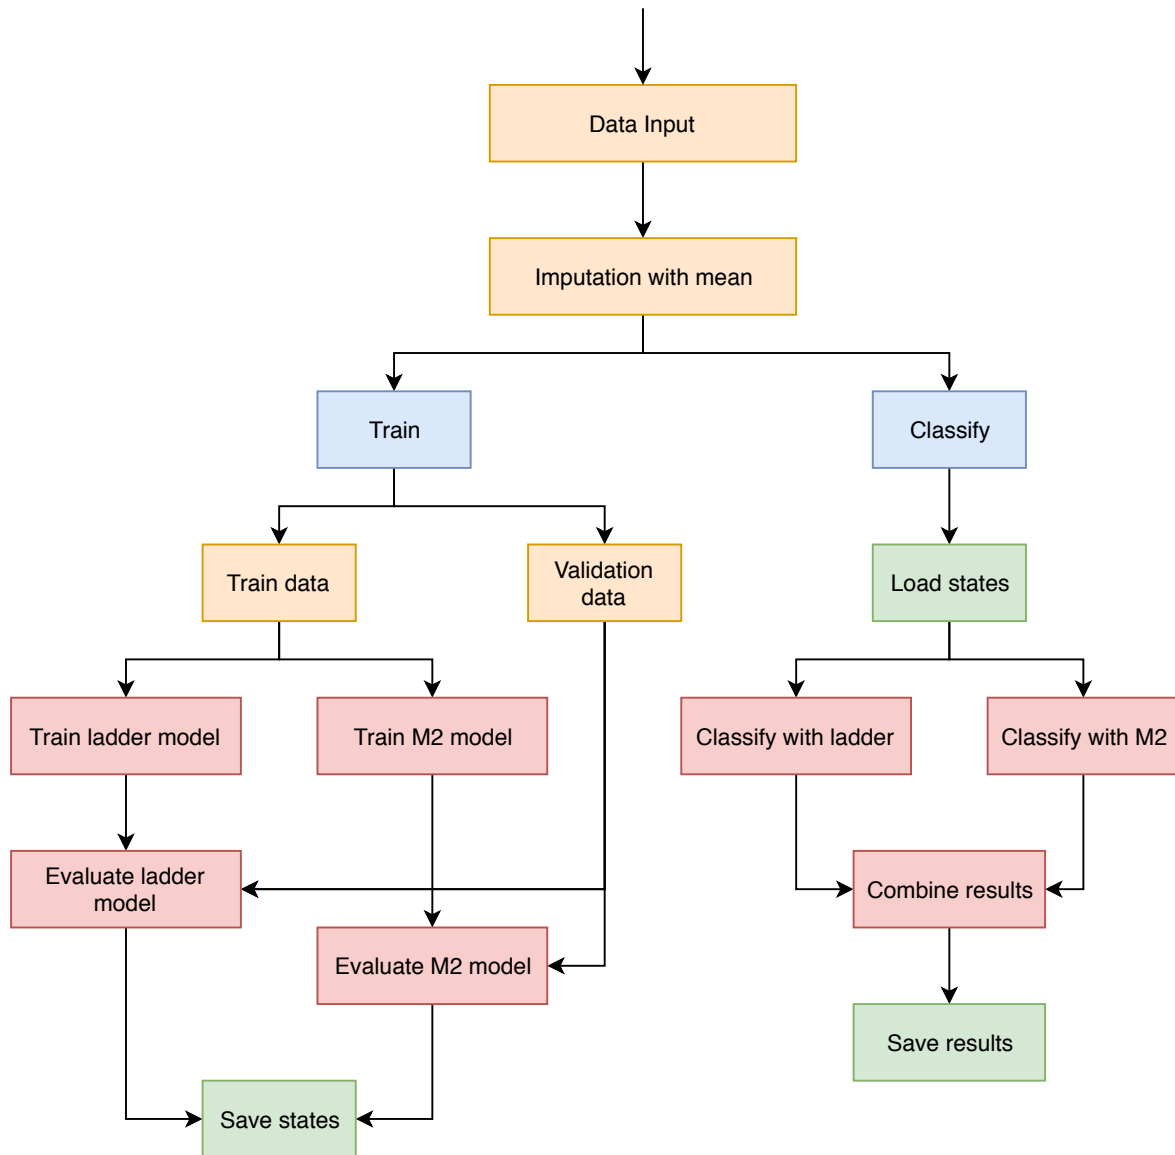 Data Input
Imputation with mean
Train
Classify
Train data
Validation
data
Load states
Train ladder model
Train M2 model
Classify with ladder
Classify with M2
Evaluate ladder
model
Combine results
Evaluate M2 model
Save results
Save states